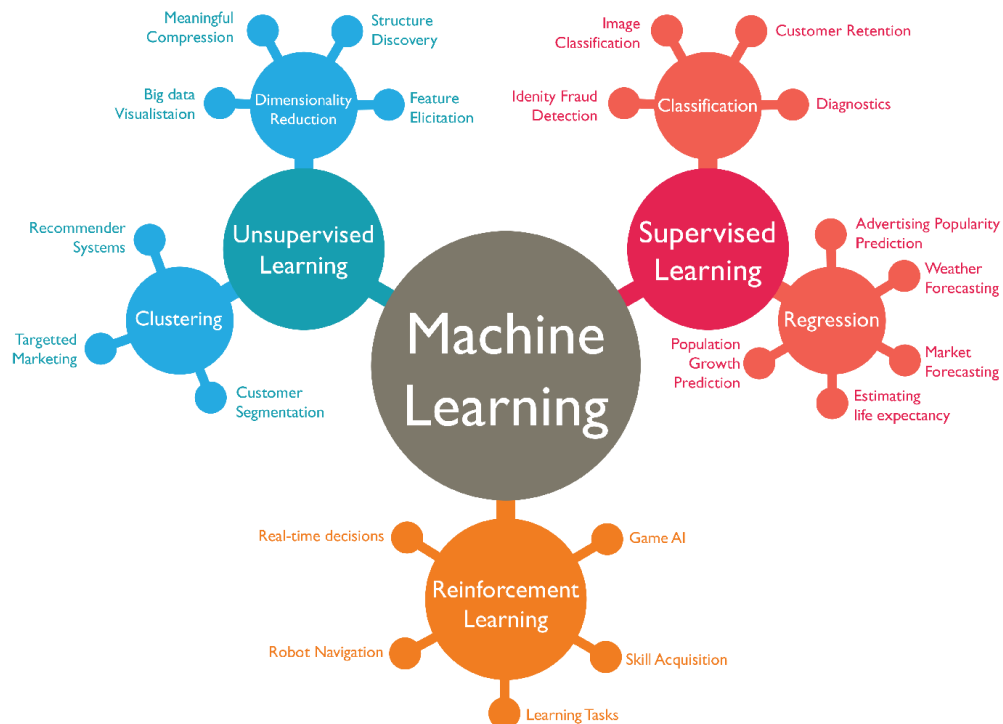 Meaningful
Compression
Structure
Discovery
Big data
Visualistaion
Dimensionality
Reduction
Feature
Elicitation
Image
Classification
Customer Retention
Idenity Fraud
Detection
Classification
Diagnostics
Recommender
Systems
Unsupervised
Learning
Clustering
Targetted
Marketing
Customer
Segmentation
Machine
Learning
Supervised
Learning
Advertising Popularity
Prediction
Weather
Forecasting
Regression
Population
Growth
Prediction
Market
Forecasting
Estimating
life expectancy
Real-time decisions
Game AI
Reinforcement
Learning
Robot Navigation
Skill Acquisition
Learning Tasks